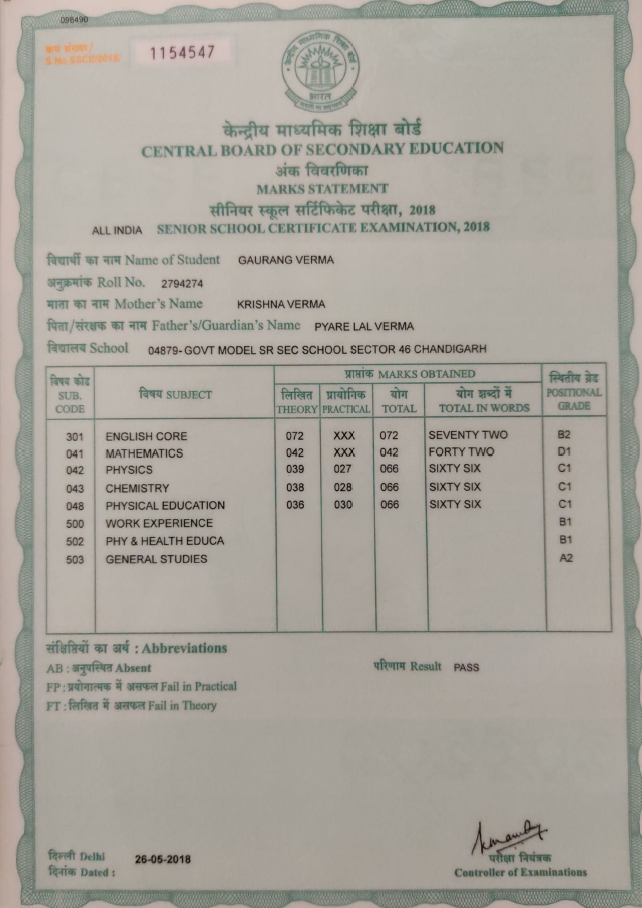 098490
क्रम संख्या /
S.No. SSCE/2018/ 1154547
केन्द्रीय माध्यमिक शिक्षा बोर्ड
भारत
केन्द्रीय माध्यमिक शिक्षा बोर्ड
CENTRAL BOARD OF SECONDARY EDUCATION
अंक विवरणिका
MARKS STATEMENT
सीनियर स्कूल सर्टिफिकेट परीक्षा, 2018
ALL INDIA SENIOR SCHOOL CERTIFICATE EXAMINATION, 2018
विद्यार्थी का नाम Name of Student GAURANG VERMA
अनुक्रमांक Roll No. 2794274
माता का नाम Mother's Name KRISHNA VERMA
पिता/संरक्षक का नाम Father's/Guardian's Name PYARE LAL VERMA
विद्यालय School 04879- GOVT MODEL SR SEC SCHOOL SECTOR 46 CHANDIGARH
विषय कोड SUB. CODE विषय SUBJECT प्राप्तांक MARKS OBTAINED स्थितीय ग्रेड POSITIONAL GRADE
लिखित THEORY प्रायोगिक PRACTICAL योग TOTAL योग शब्दों में TOTAL IN WORDS
301 ENGLISH CORE 072 XXX 072 SEVENTY TWO B2
041 MATHEMATICS 042 XXX 042 FORTY TWO D1
042 PHYSICS 039 027 066 SIXTY SIX C1
043 CHEMISTRY 038 028 066 SIXTY SIX C1
048 PHYSICAL EDUCATION 036 030 066 SIXTY SIX C1
500 WORK EXPERIENCE B1
502 PHY & HEALTH EDUCA B1
503 GENERAL STUDIES A2
संक्षिप्तियों का अर्थ : Abbreviations
AB : अनुपस्थित Absent परिणाम Result PASS
FP : प्रयोगात्मक में असफल Fail in Practical
FT : लिखित में असफल Fail in Theory
दिल्ली Delhi
दिनांक Dated : 26-05-2018
परीक्षा नियंत्रक
Controller of Examinations